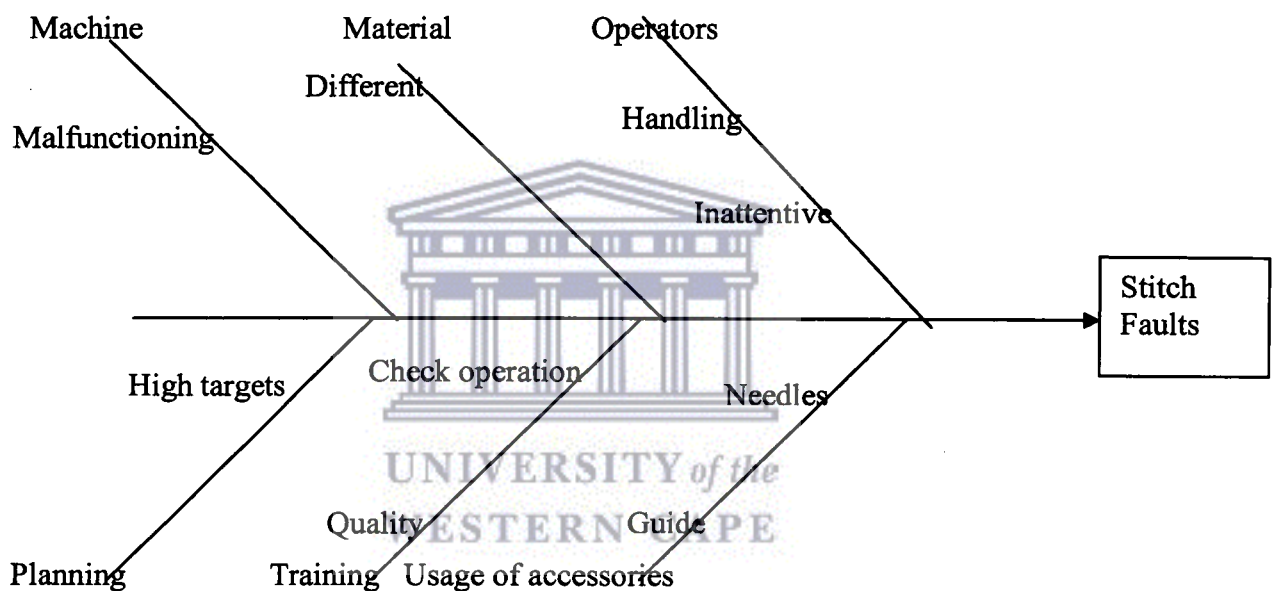 Machine
Material
Operators
Different
Malfunctioning
Handling
Inattentive
Stitch
Faults
High targets
Check operation
Needles
UNIVERSITY of the
WESTERN CAPE
Quality
Guide
Planning
Training
Usage of accessories